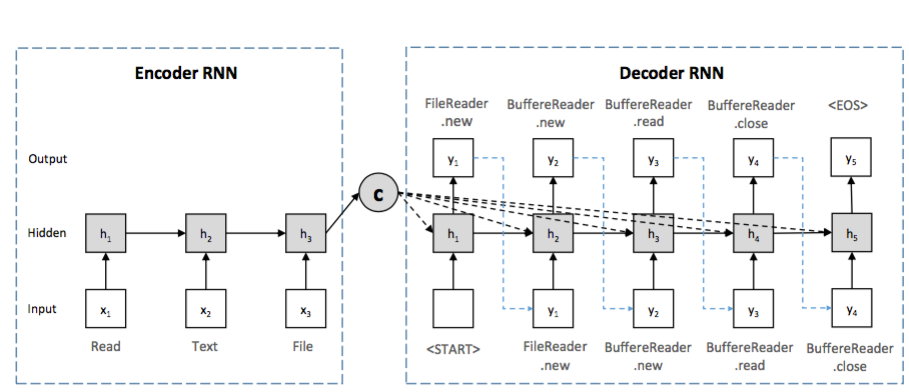 Encoder RNN
Decoder RNN
FileReader
.new
BuffereReader
.new
BuffereReader
.read
BuffereReader
.close
<EOS>
Output
y1
y2
y3
y4
y5
c
Hidden
h1
h2
h3
h1
h2
h3
h4
h5
Input
x1
x2
x3
y1
y2
y3
y4
Read
Text
File
<START>
FileReader
.new
BuffereReader
.new
BuffereReader
.read
BuffereReader
.close